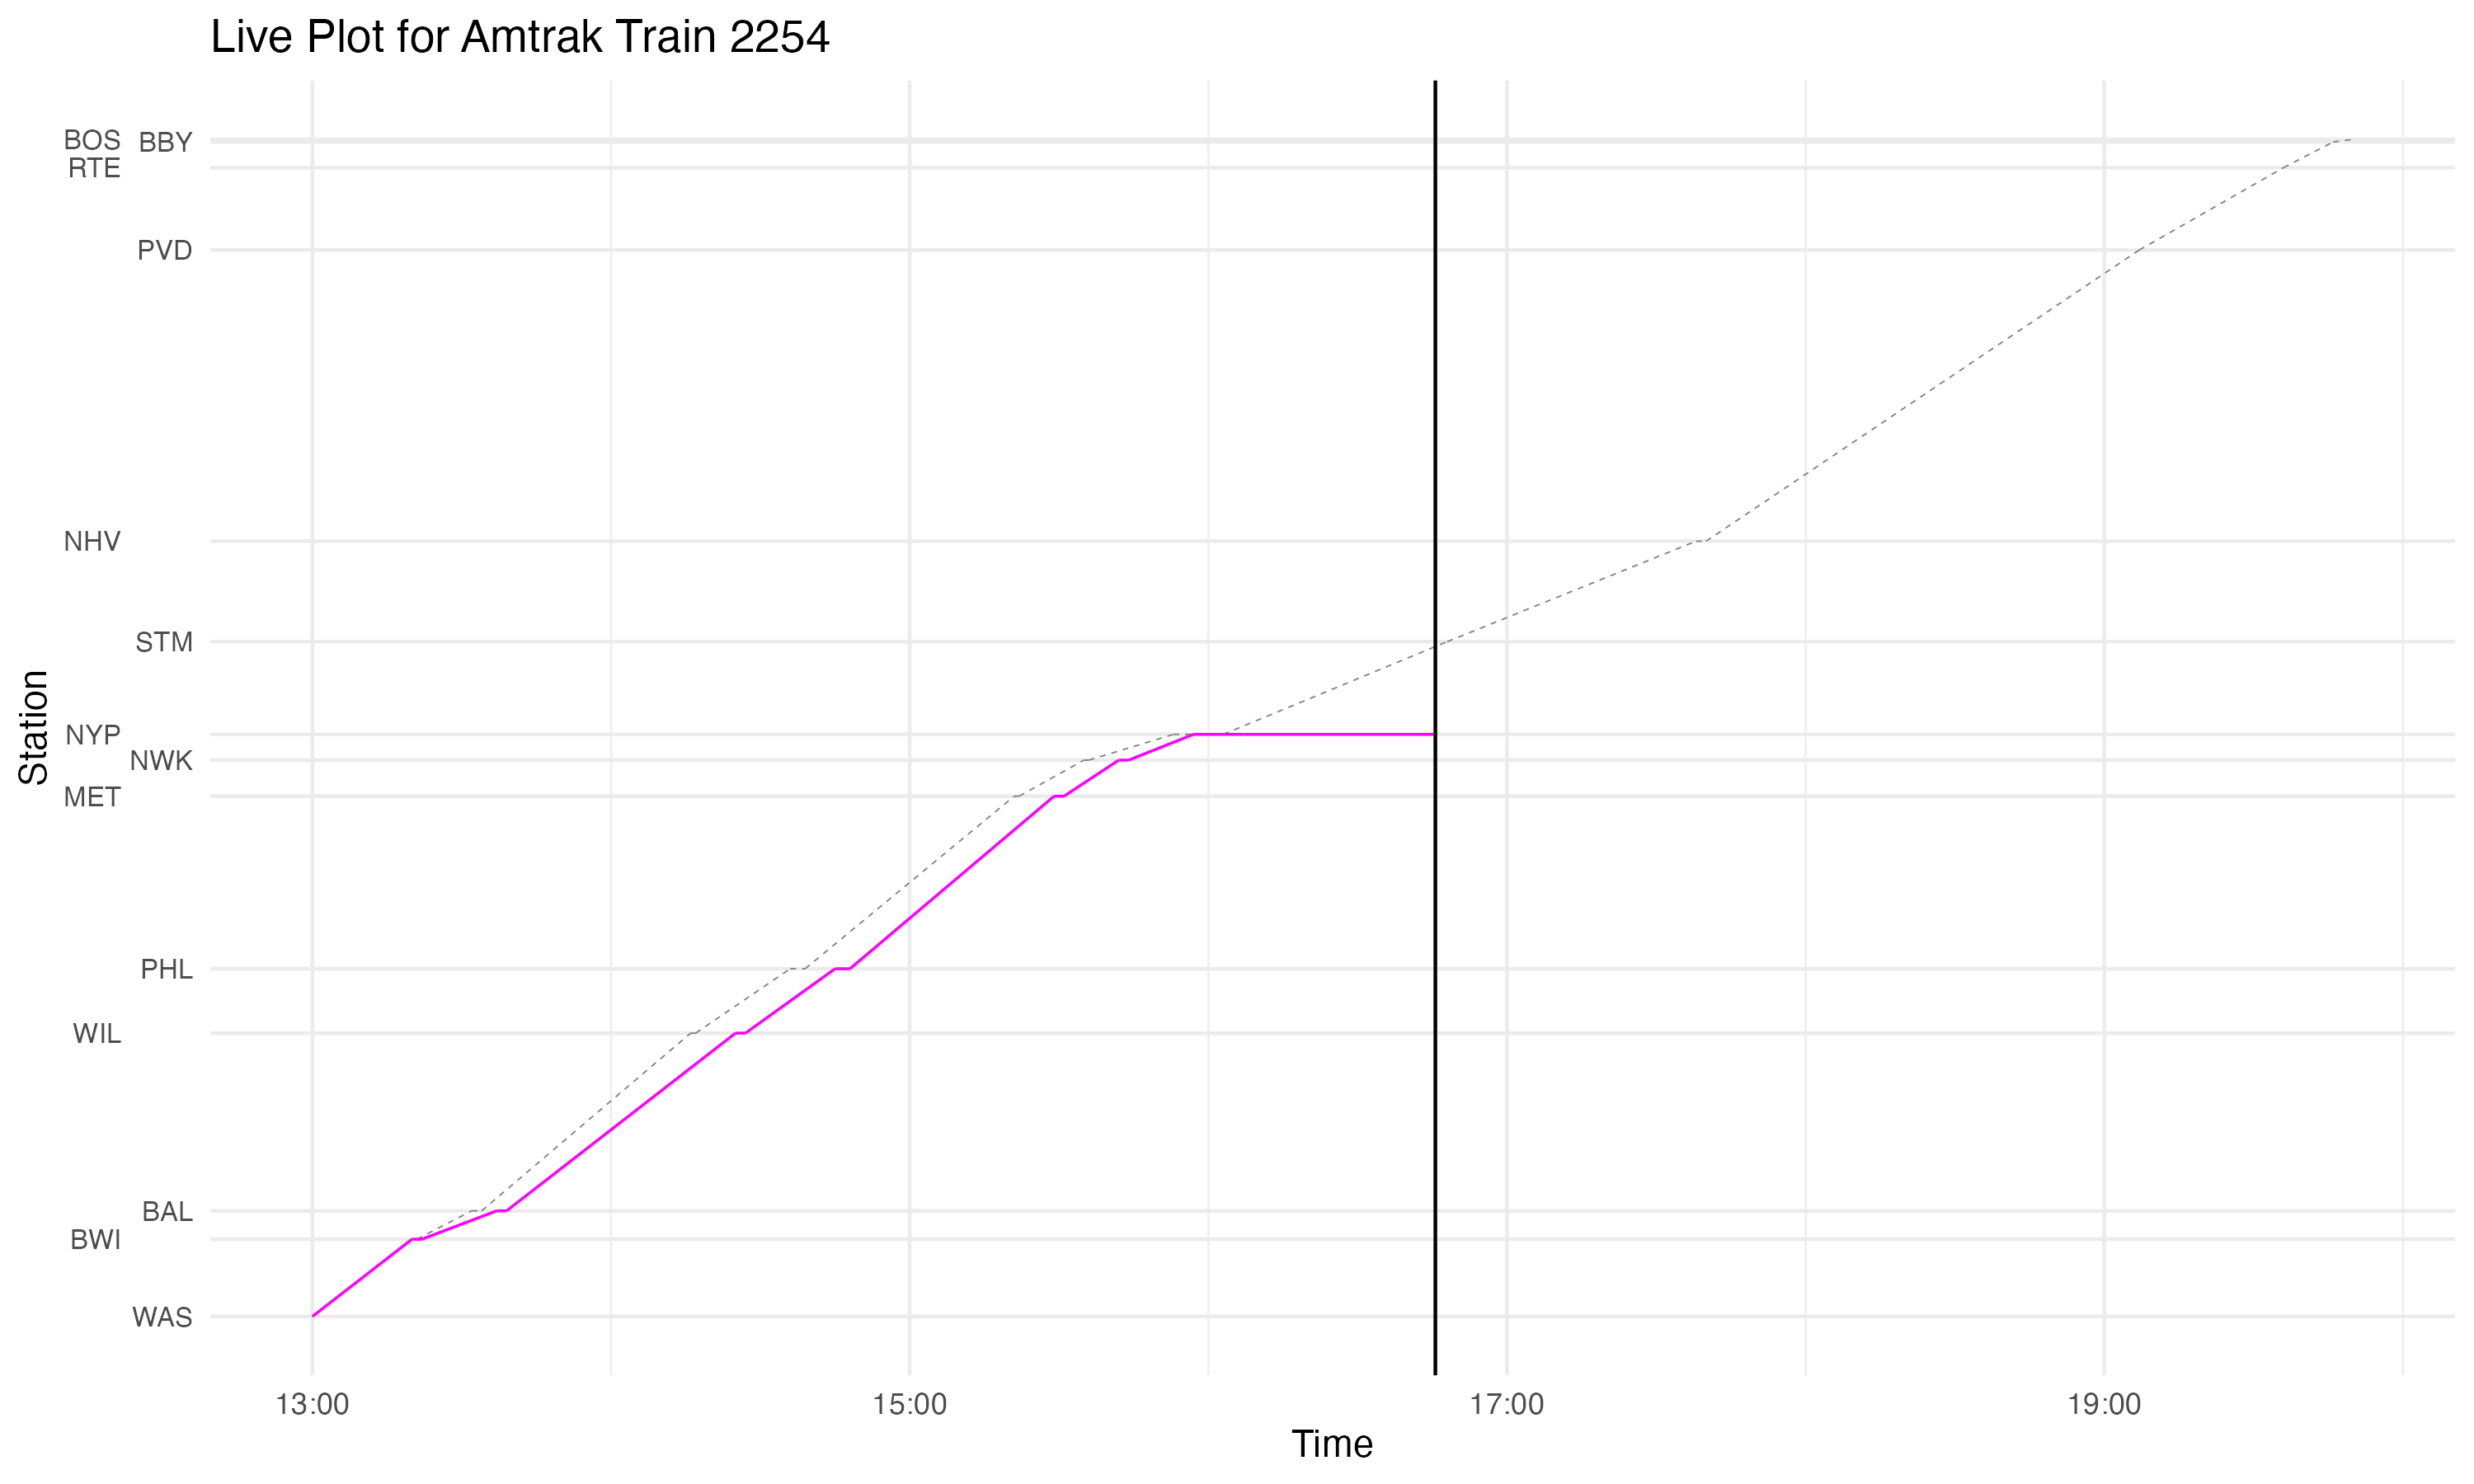 Live Plot for Amtrak Train 2254
BOS BBY
RTE
PVD
NHV
STM
NYP
NWK
MET
PHL
WIL
BAL
BWI
WAS
Station
13:00 15:00 17:00 19:00
Time